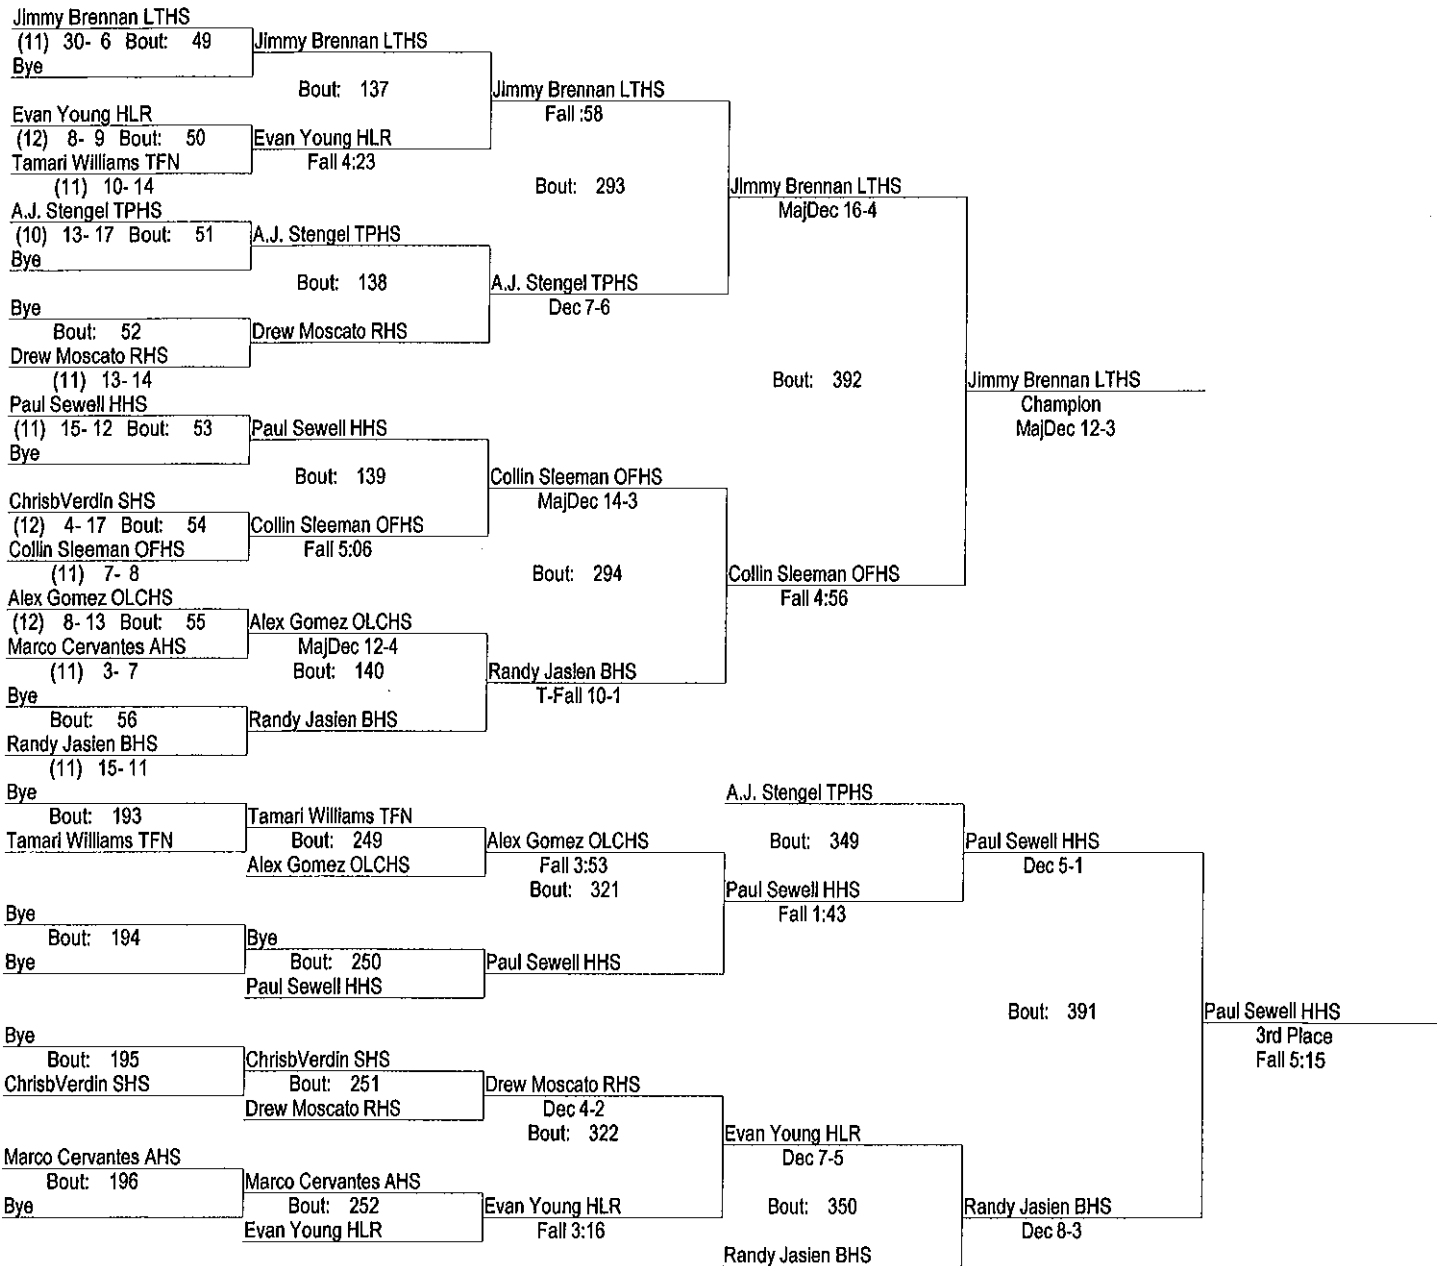 Jimmy Brennan LTHS
(11) 30- 6 Bout: 49
Bye
Jimmy Brennan LTHS
Bout: 137
Jimmy Brennan LTHS
Fall :58
Evan Young HLR
(12) 8- 9 Bout: 50
Tamari Williams TFN
(11) 10- 14
Evan Young HLR
Fall 4:23
Bout: 293
Jimmy Brennan LTHS
MajDec 16-4
A.J. Stengel TPHS
(10) 13- 17 Bout: 51
Bye
A.J. Stengel TPHS
Bout: 138
A.J. Stengel TPHS
Dec 7-6
Bye
Bout: 52
Drew Moscato RHS
(11) 13- 14
Drew Moscato RHS
Bout: 392
Jimmy Brennan LTHS
Champion
MajDec 12-3
Paul Sewell HHS
(11) 15- 12 Bout: 53
Bye
Paul Sewell HHS
Bout: 139
Collin Sleeman OFHS
MajDec 14-3
ChrisbVerdin SHS
(12) 4- 17 Bout: 54
Collin Sleeman OFHS
(11) 7- 8
Collin Sleeman OFHS
Fall 5:06
Bout: 294
Collin Sleeman OFHS
Fall 4:56
Alex Gomez OLCHS
(12) 8- 13 Bout: 55
Marco Cervantes AHS
(11) 3- 7
Alex Gomez OLCHS
MajDec 12-4
Bout: 140
Randy Jasien BHS
T-Fall 10-1
Bye
Bout: 56
Randy Jasien BHS
(11) 15- 11
Randy Jasien BHS
Bye
Bout: 193
Tamari Williams TFN
Tamari Williams TFN
Bout: 249
Alex Gomez OLCHS
Alex Gomez OLCHS
Fall 3:53
Bout: 321
A.J. Stengel TPHS
Bout: 349
Paul Sewell HHS
Fall 1:43
Paul Sewell HHS
Dec 5-1
Bye
Bout: 194
Bye
Bye
Bout: 250
Paul Sewell HHS
Paul Sewell HHS
Bout: 391
Paul Sewell HHS
3rd Place
Fall 5:15
Bye
Bout: 195
ChrisbVerdin SHS
ChrisbVerdin SHS
Bout: 251
Drew Moscato RHS
Drew Moscato RHS
Dec 4-2
Bout: 322
Evan Young HLR
Dec 7-5
Marco Cervantes AHS
Bout: 196
Bye
Marco Cervantes AHS
Bout: 252
Evan Young HLR
Evan Young HLR
Fall 3:16
Bout: 350
Randy Jasien BHS
Randy Jasien BHS
Dec 8-3